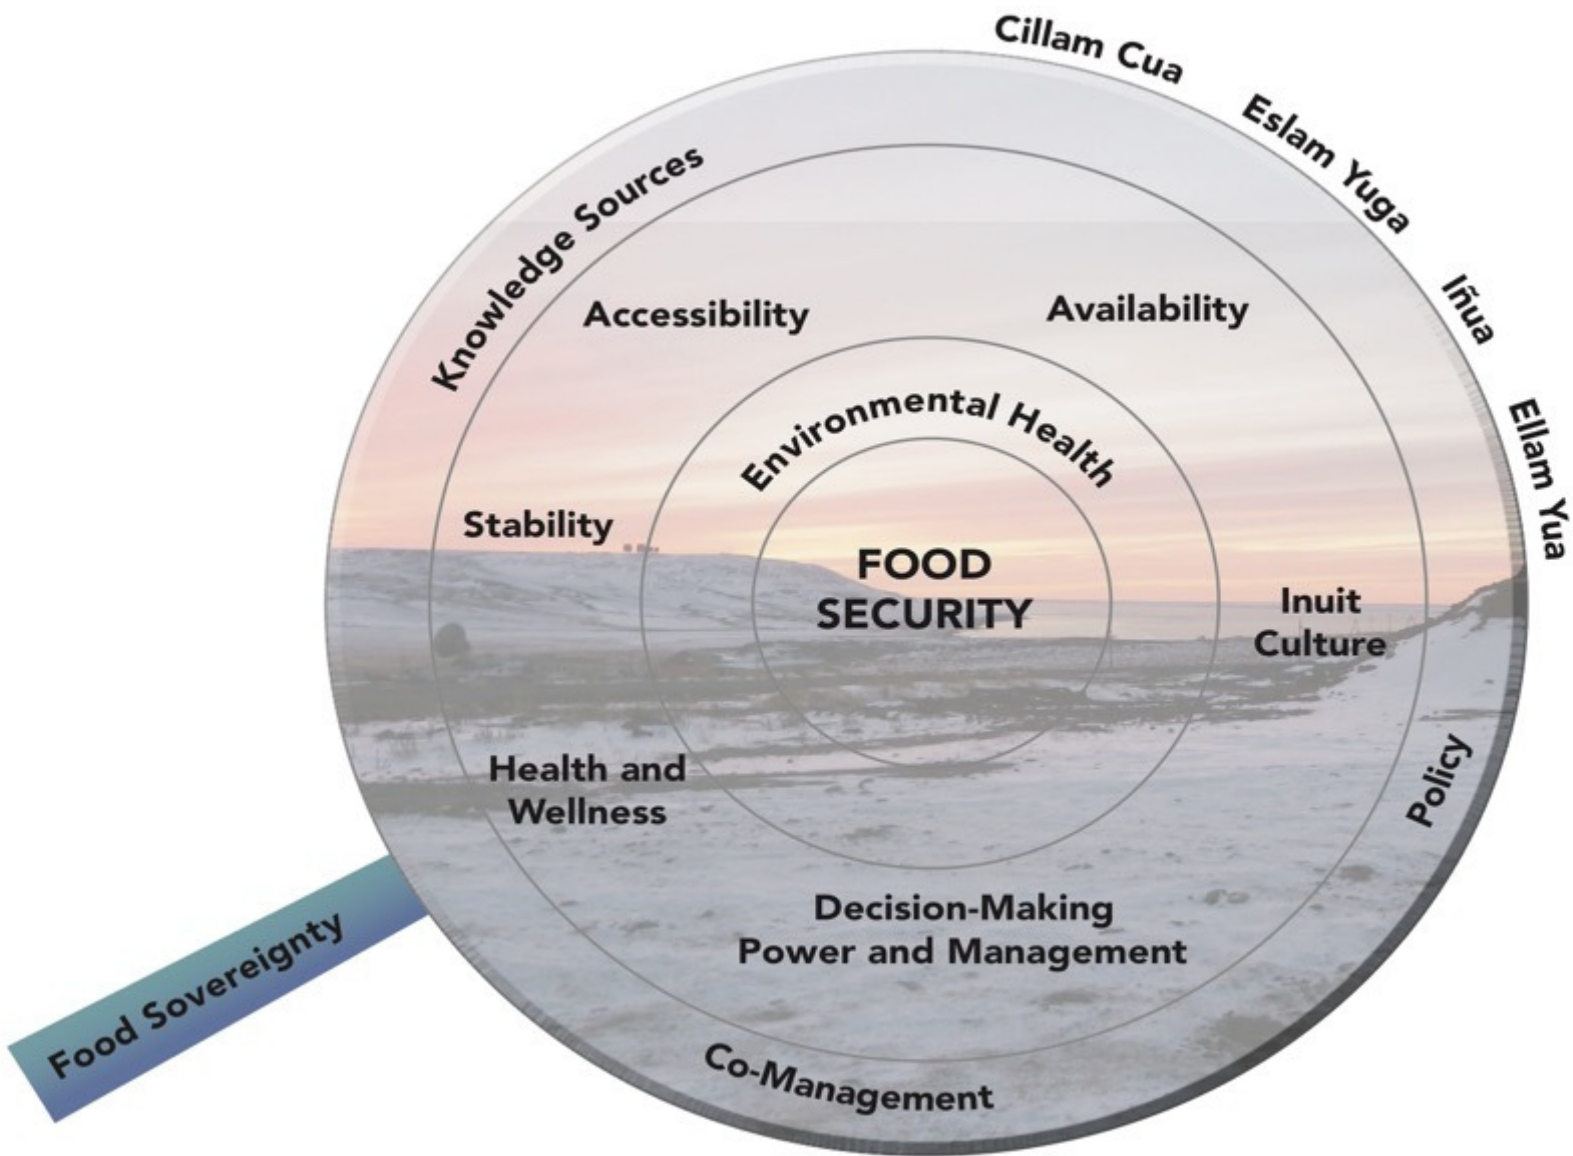 Cillam Cua
Eslam Yuga
Iñua
Ellam Yua
Knowledge Sources
Accessibility
Availability
Environmental Health
Stability
FOOD
SECURITY
Inuit
Culture
Health and
Wellness
Policy
Decision-Making
Power and Management
Co-Management
Food Sovereignty